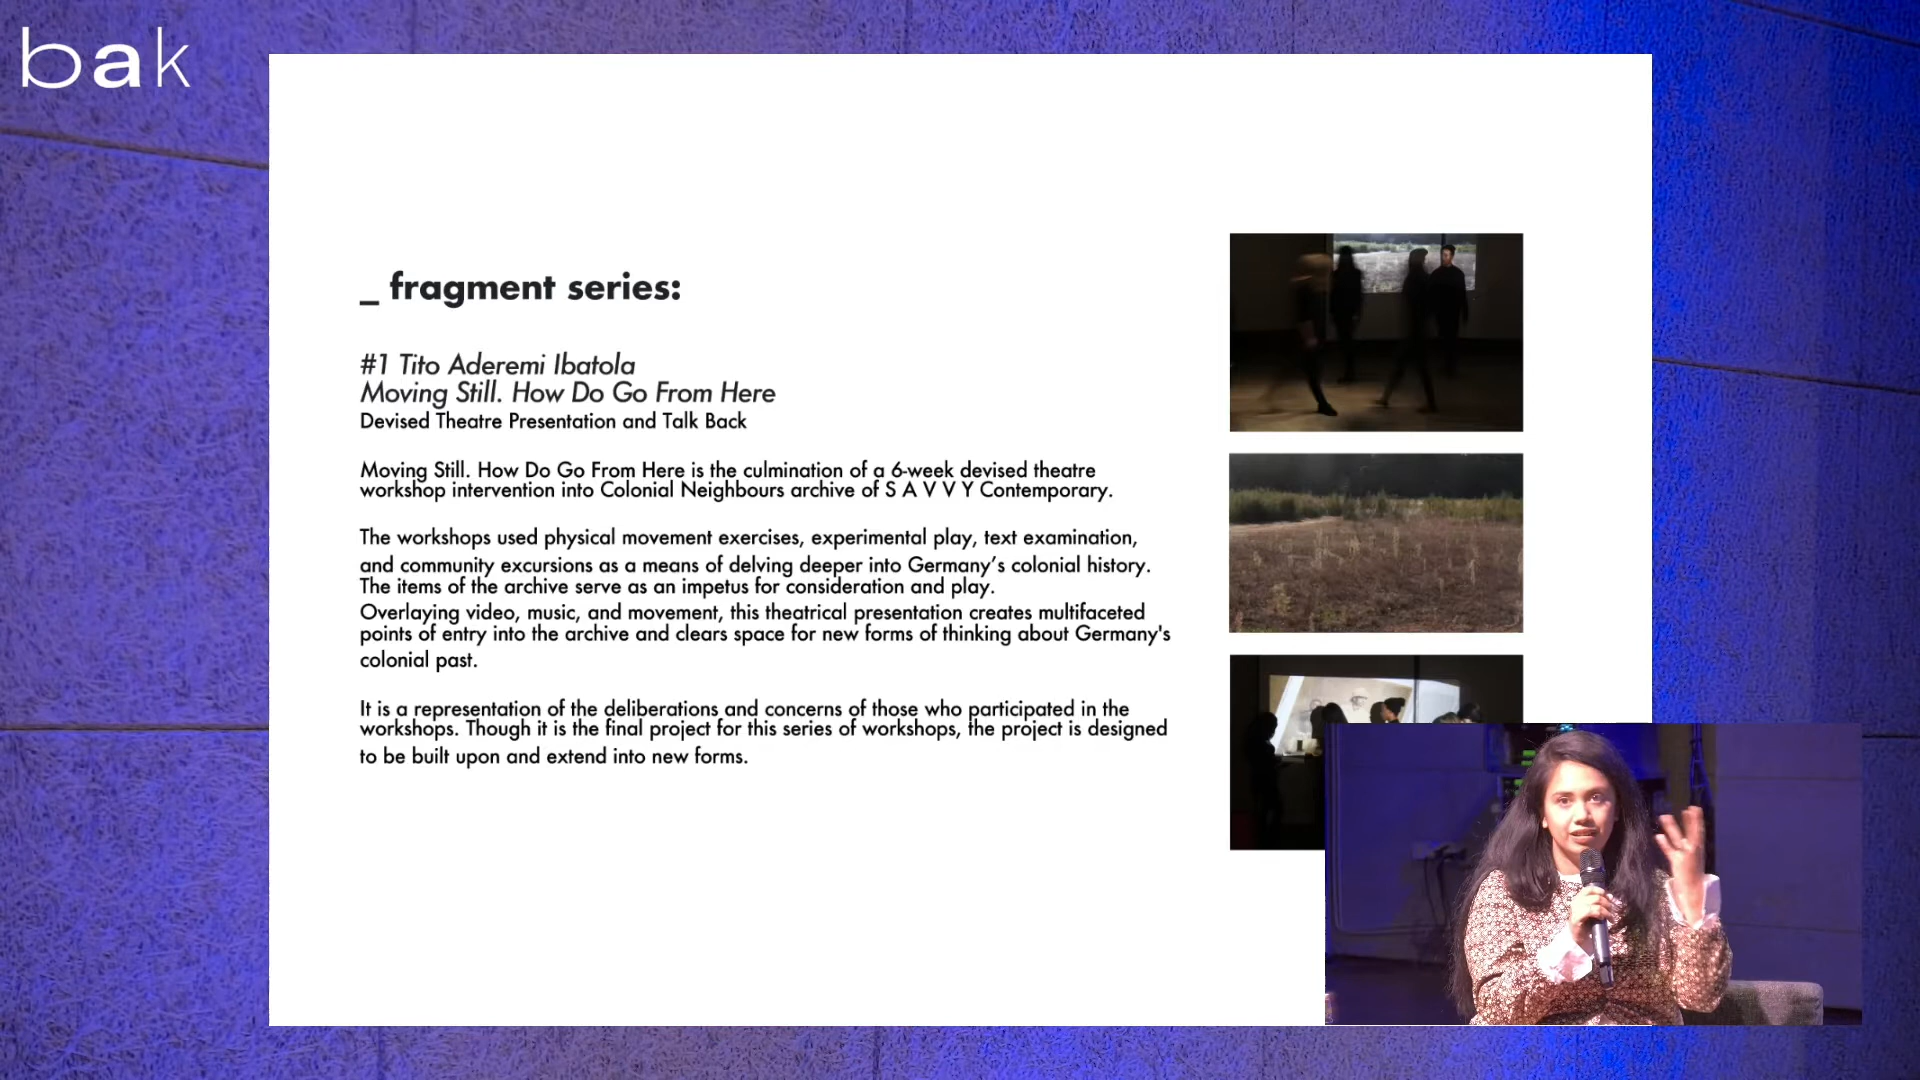 bak
_ fragment series:
#1 Tito Aderemi Ibatola
Moving Still. How Do Go From Here
Devised Theatre Presentation and Talk Back
Moving Still. How Do Go From Here is the culmination of a 6-week devised theatre
workshop intervention into Colonial Neighbours archive of S A V V Y Contemporary.
The workshops used physical movement exercises, experimental play, text examination,
and community excursions as a means of delving deeper into Germany’s colonial history.
The items of the archive serve as an impetus for consideration and play.
Overlaying video, music, and movement, this theatrical presentation creates multifaceted
points of entry into the archive and clears space for new forms of thinking about Germany's
colonial past.
It is a representation of the deliberations and concerns of those who participated in the
workshops. Though it is the final project for this series of workshops, the project is designed
to be built upon and extend into new forms.